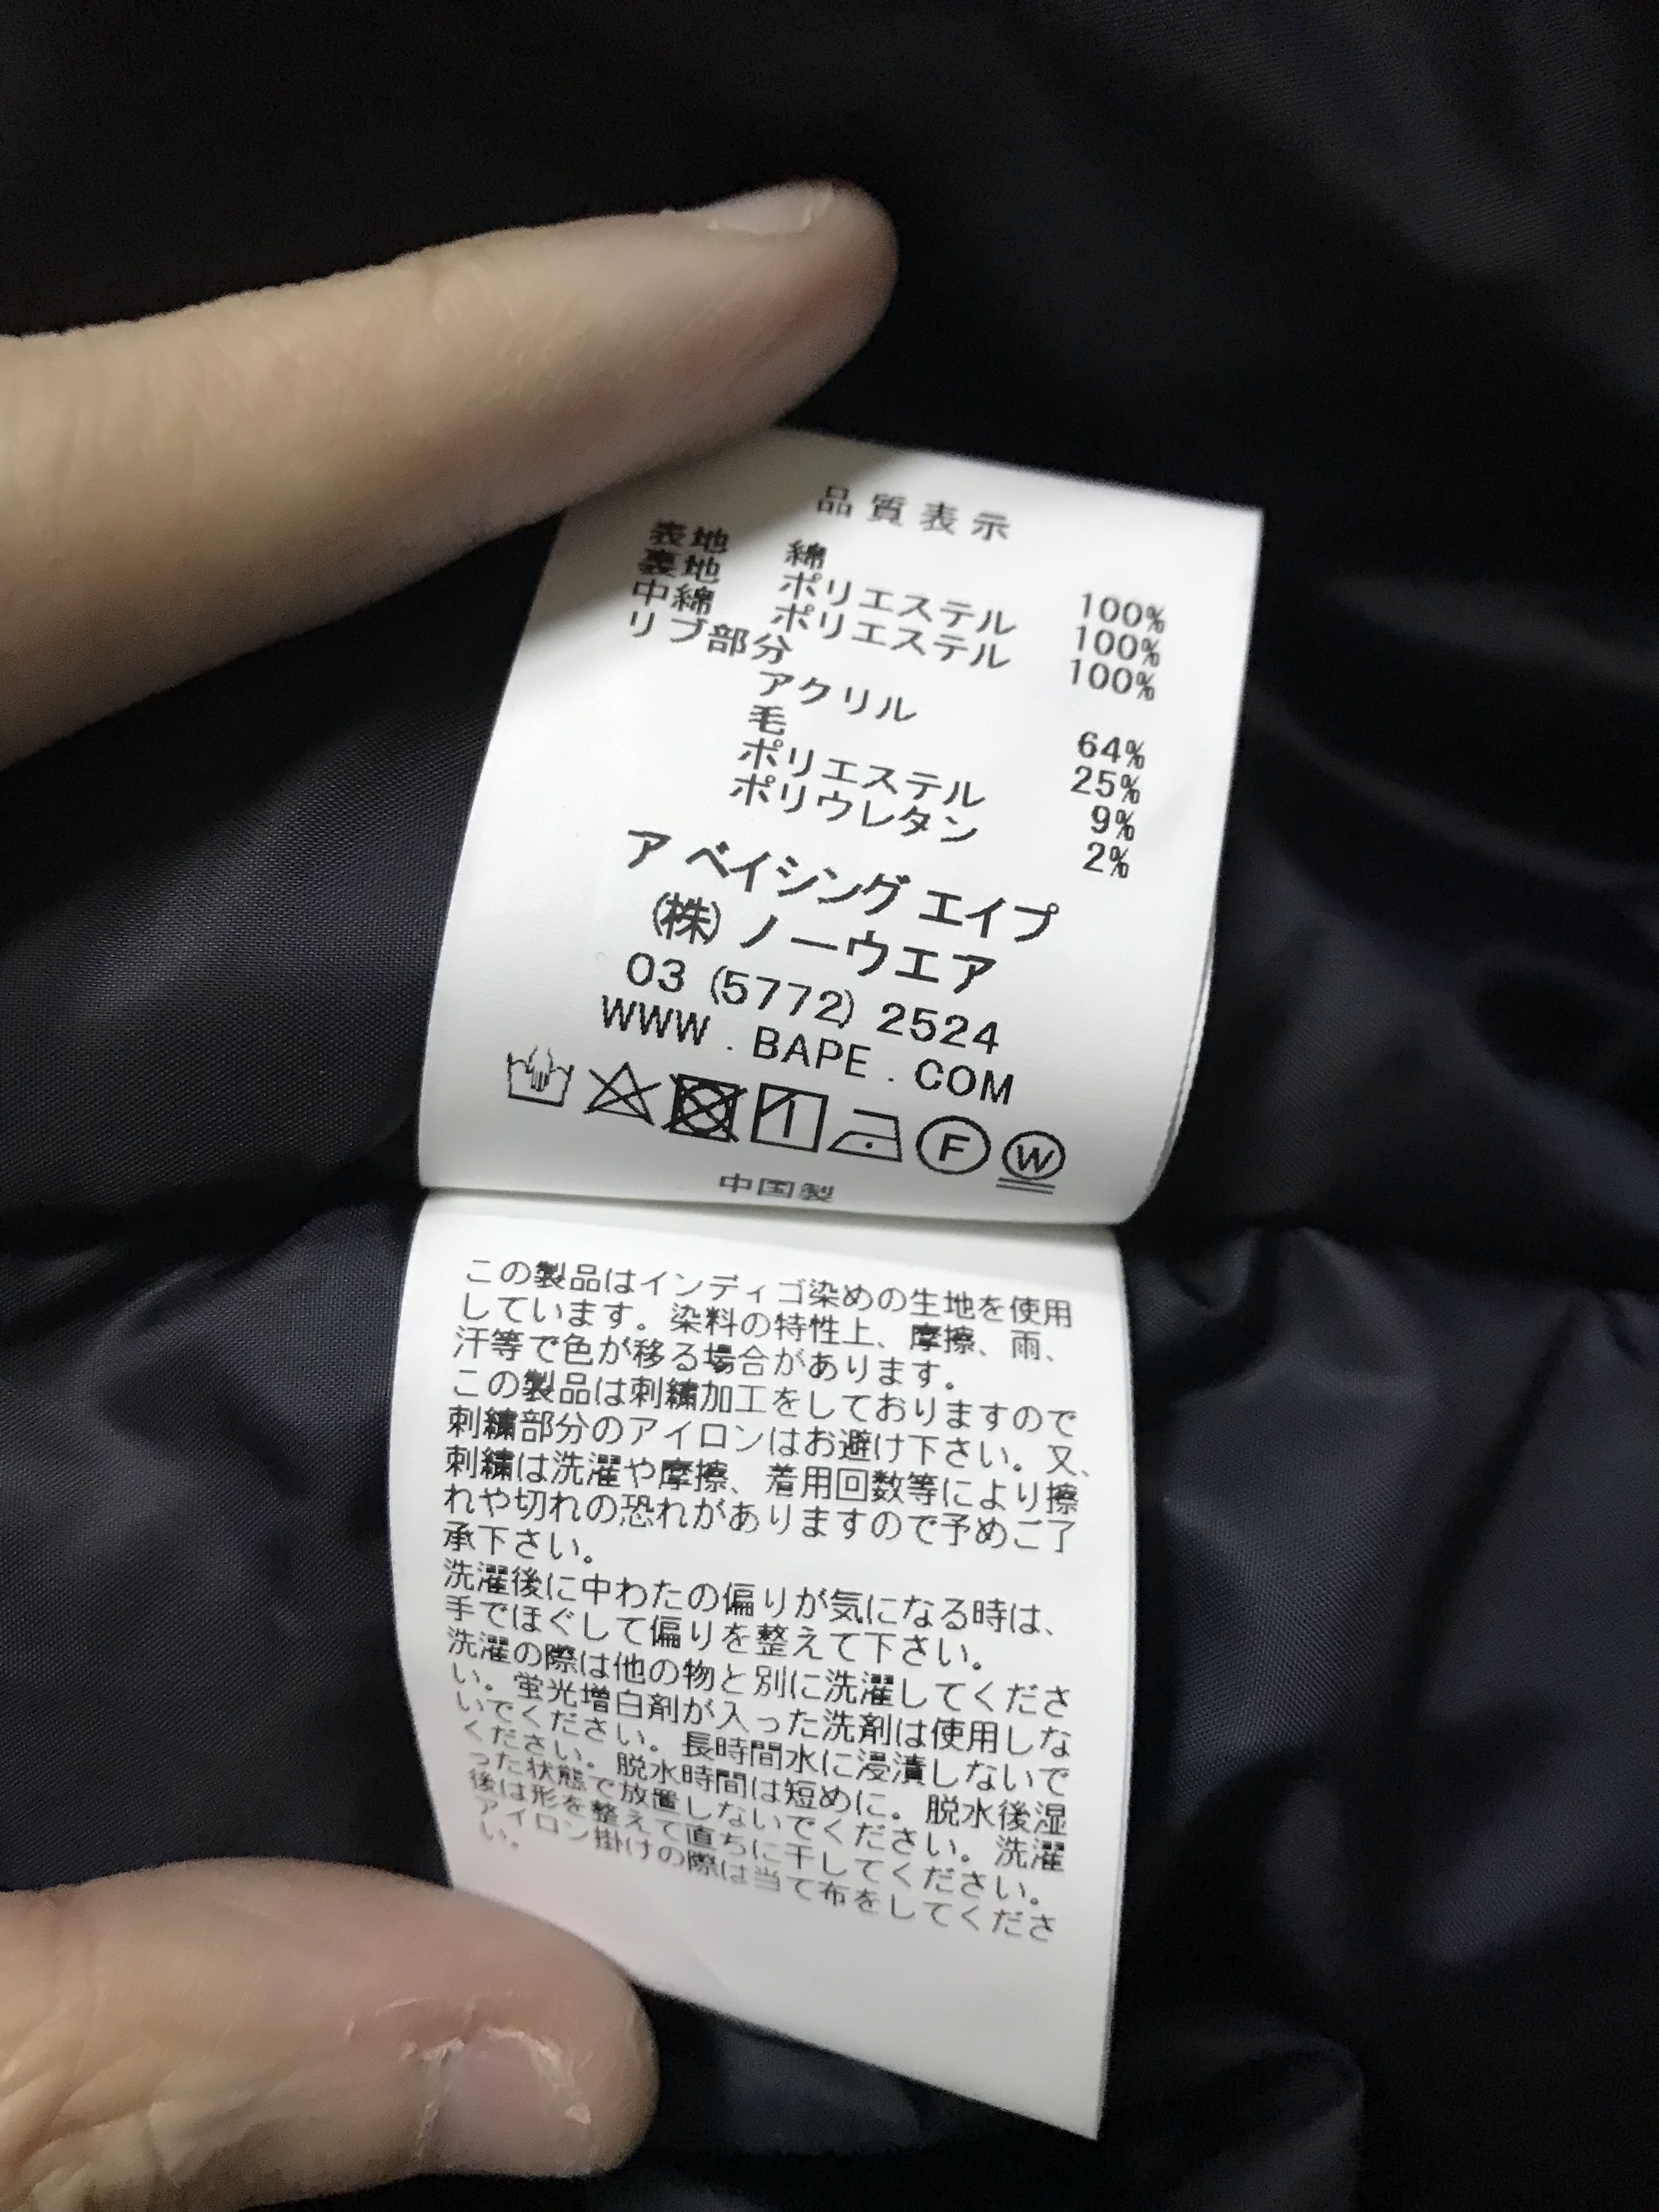 品質表示
表地 綿 100%
裏地 ポリエステル 100%
中綿 ポリエステル 100%
リブ部分
アクリル 64%
毛 25%
ポリエステル 9%
ポリウレタン 2%
ア ベイシング エイプ
(株)ノーウエア
03 (5772) 2524
WWW . BAPE . COM
F W
中国製
この製品はインディゴ染めの生地を使用
しています。染料の特性上、摩擦、雨、
汗等で色が移る場合があります。
この製品は刺繍加工をしておりますので
刺繍部分のアイロンはお避け下さい。又、
刺繍は洗濯や摩擦、着用回数等により擦
れや切れの恐れがありますので予めご了
承下さい。
洗濯後に中わたの偏りが気になる時は、
手でほぐして偏りを整えて下さい。
洗濯の際は他の物と別に洗濯してくださ
い。蛍光増白剤が入った洗剤は使用しな
いでください。長時間水に浸漬しないで
ください。脱水時間は短めに。脱水後湿
った状態で放置しないでください。洗濯
後は形を整えて直ちに干してください。
アイロン掛けの際は当て布をしてくださ
い。